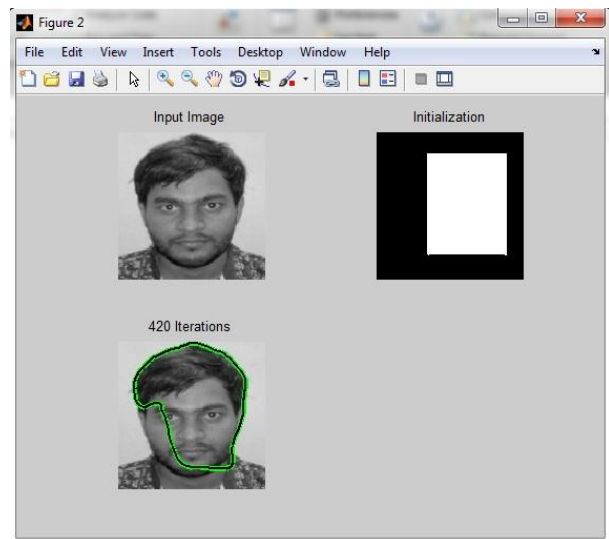 Figure 2
File Edit View Insert Tools Desktop Window Help
Input Image
Initialization
420 Iterations